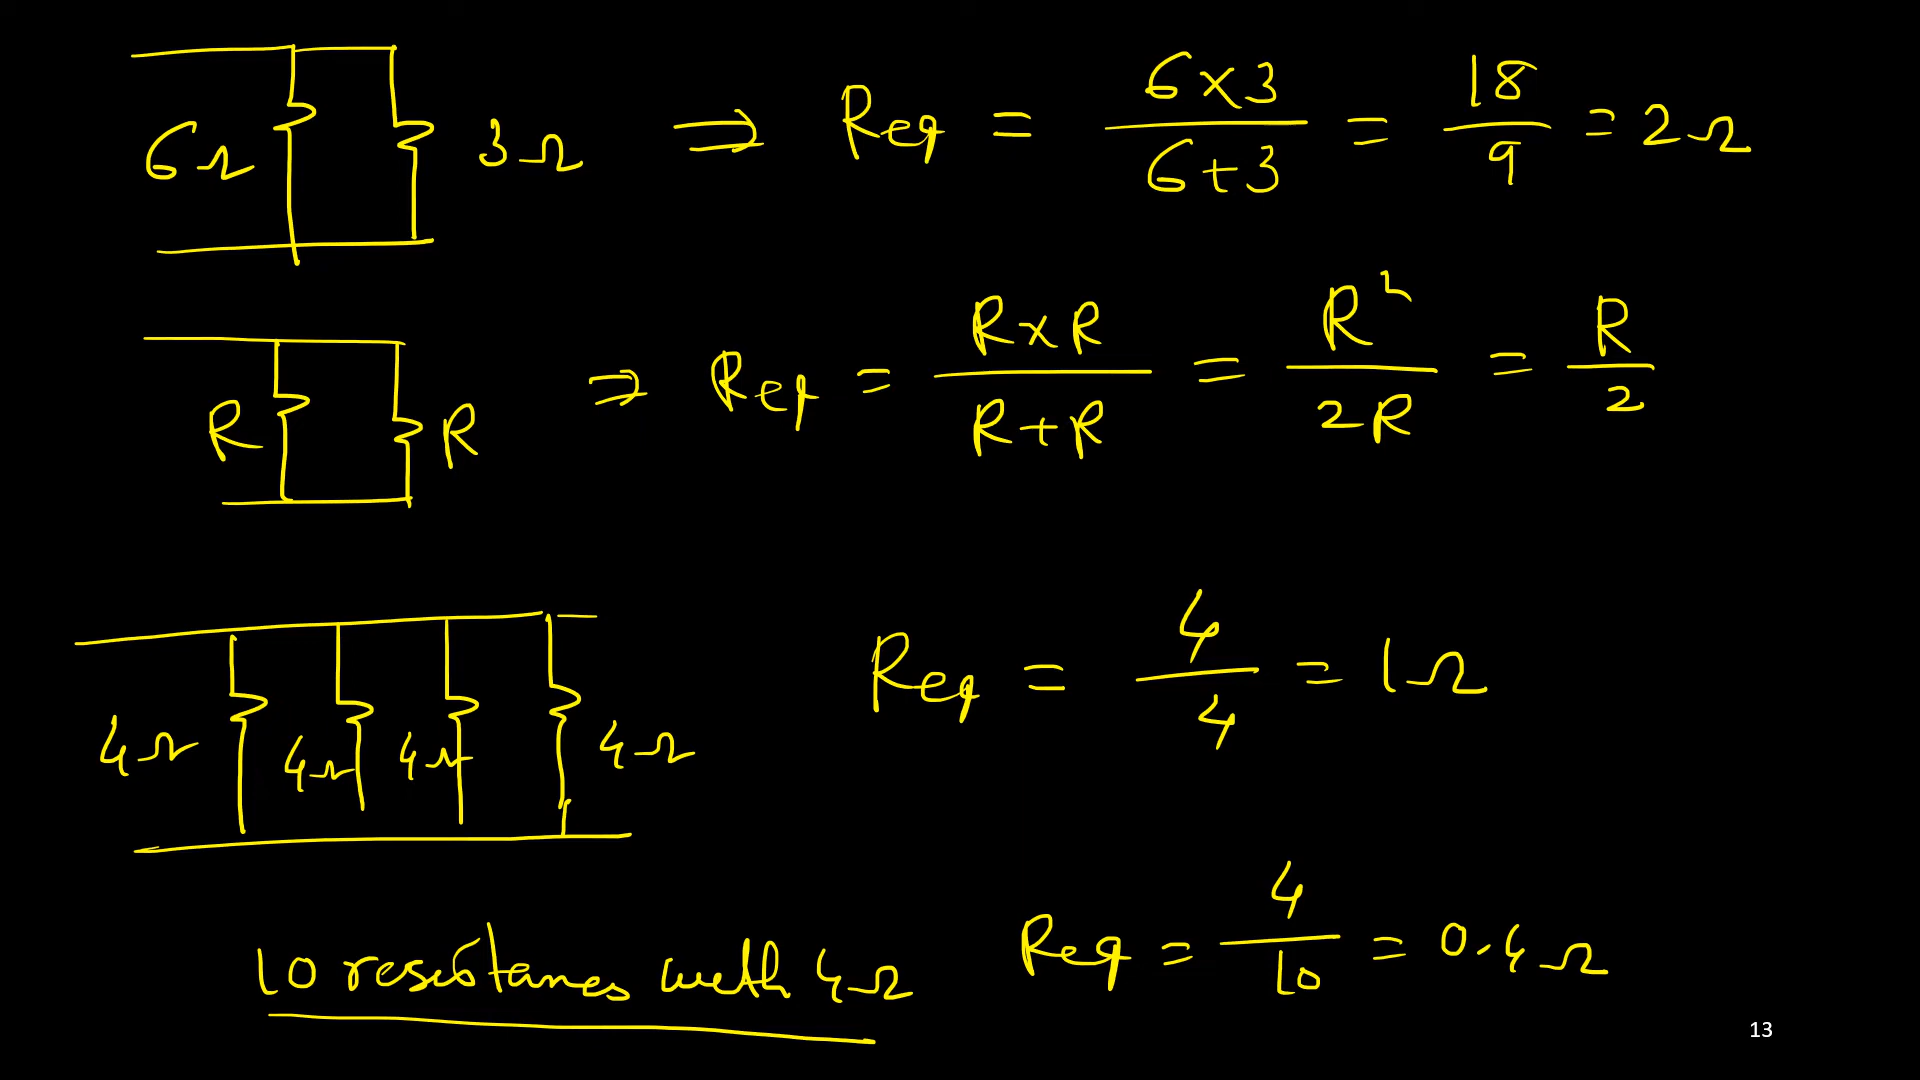 6Ω 3Ω ⇒ Req = 6×3 / 6+3 = 18 / 9 = 2Ω
R R ⇒ Req = R×R / R+R = R² / 2R = R / 2
4Ω 4Ω 4Ω 4Ω Req = 4 / 4 = 1Ω
10 resistances with 4Ω Req = 4 / 10 = 0.4Ω
13